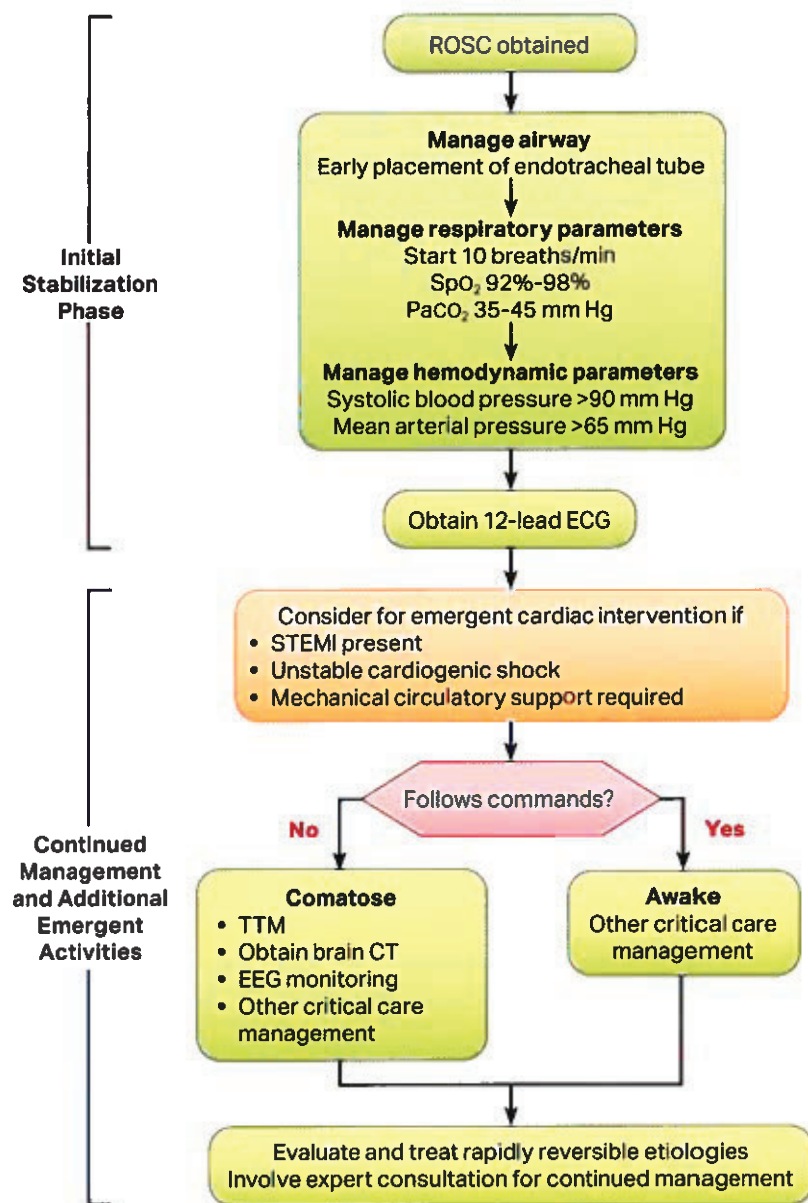 ROSC obtained
Manage airway
Early placement of endotracheal tube
Manage respiratory parameters
Start 10 breaths/min
SpO₂ 92%-98%
PaCO₂ 35-45 mm Hg
Manage hemodynamic parameters
Systolic blood pressure >90 mm Hg
Mean arterial pressure >65 mm Hg
Obtain 12-lead ECG
Initial
Stabilization
Phase
Consider for emergent cardiac intervention if
• STEMI present
• Unstable cardiogenic shock
• Mechanical circulatory support required
Follows commands?
No
Yes
Comatose
• TTM
• Obtain brain CT
• EEG monitoring
• Other critical care
management
Awake
Other critical care
management
Continued
Management
and Additional
Emergent
Activities
Evaluate and treat rapidly reversible etiologies
Involve expert consultation for continued management